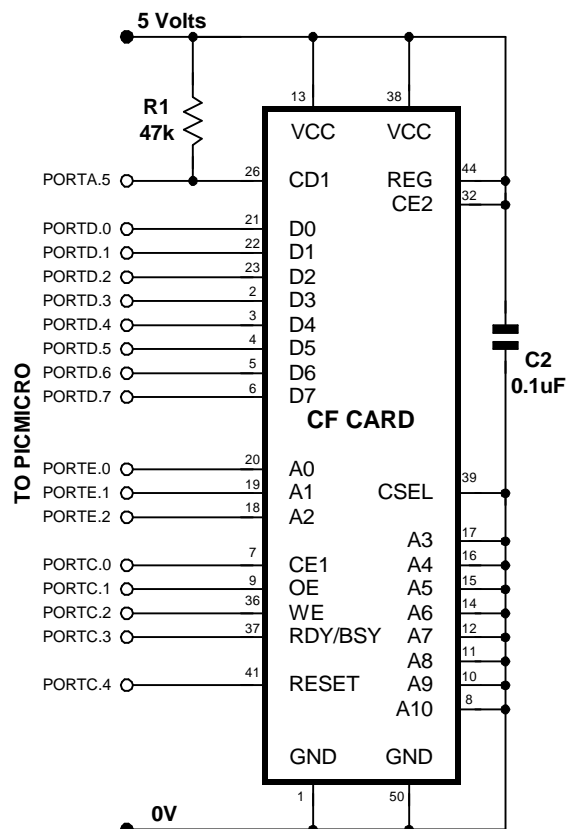 5 Volts
13 38
R1
47k
VCC VCC
PORTA.5 26 CD1 REG 44
CE2 32
PORTD.0 21 D0
PORTD.1 22 D1
PORTD.2 23 D2
PORTD.3 2 D3
PORTD.4 3 D4
PORTD.5 4 D5
PORTD.6 5 D6
PORTD.7 6 D7
C2
0.1uF
CF CARD
TO PICMICRO
PORTE.0 20 A0
PORTE.1 19 A1 CSEL 39
PORTE.2 18 A2
A3 17
PORTC.0 7 CE1 A4 16
PORTC.1 9 OE A5 15
PORTC.2 36 WE A6 14
PORTC.3 37 RDY/BSY A7 12
A8 11
PORTC.4 41 RESET A9 10
A10 8
GND GND
1 50
0V